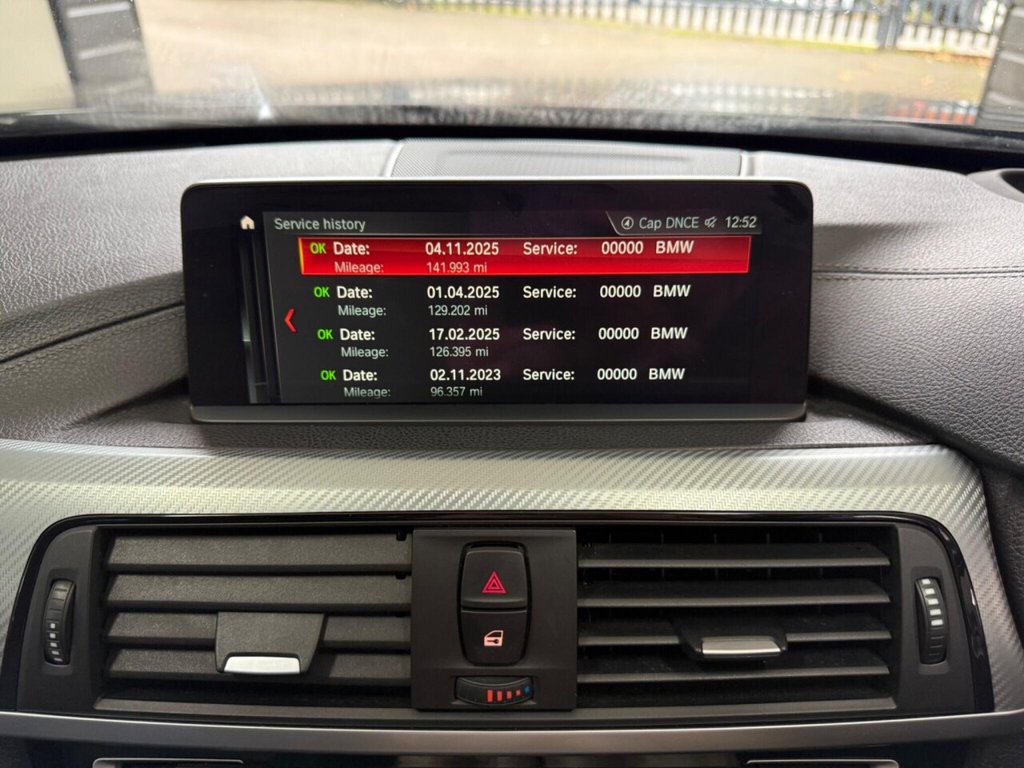 Service history Cap DNCE 12:52
OK Date: 04.11.2025 Service: 00000 BMW
Mileage: 141.993 mi
OK Date: 01.04.2025 Service: 00000 BMW
Mileage: 129.202 mi
OK Date: 17.02.2025 Service: 00000 BMW
Mileage: 126.395 mi
OK Date: 02.11.2023 Service: 00000 BMW
Mileage: 96.357 mi